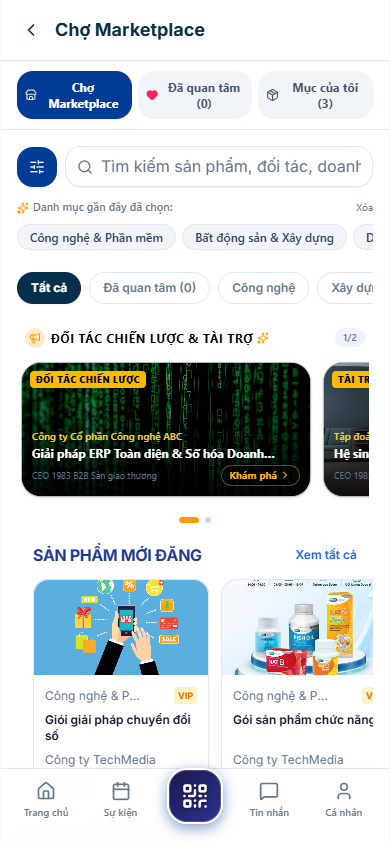 Chợ Marketplace
Chợ
Marketplace
Đã quan tâm
(0)
Mục của tôi
(3)
Tìm kiếm sản phẩm, đối tác, doanh
Danh mục gần đây đã chọn:
Xóa
Công nghệ & Phần mềm
Bất động sản & Xây dựng
D
Tất cả
Đã quan tâm (0)
Công nghệ
Xây dự
ĐỐI TÁC CHIẾN LƯỢC & TÀI TRỢ
1/2
ĐỐI TÁC CHIẾN LƯỢC
Công ty Cổ phần Công nghệ ABC
Giải pháp ERP Toàn diện & Số hóa Doanh...
CEO 1983 B2B Sàn giao thương
Khám phá
TÀI TR
Tập đoà
Hệ sin
CEO 198
SẢN PHẨM MỚI ĐĂNG
Xem tất cả
NEW
SALE
FISH OIL
NAT B
Công nghệ & P...
VIP
Giói giải pháp chuyển đổi
số
Công ty TechMedia
Công nghệ & P...
V
Gói sản phẩm chức năng
Công ty TechMedia
Trang chủ
Sự kiện
Tin nhắn
Cá nhân